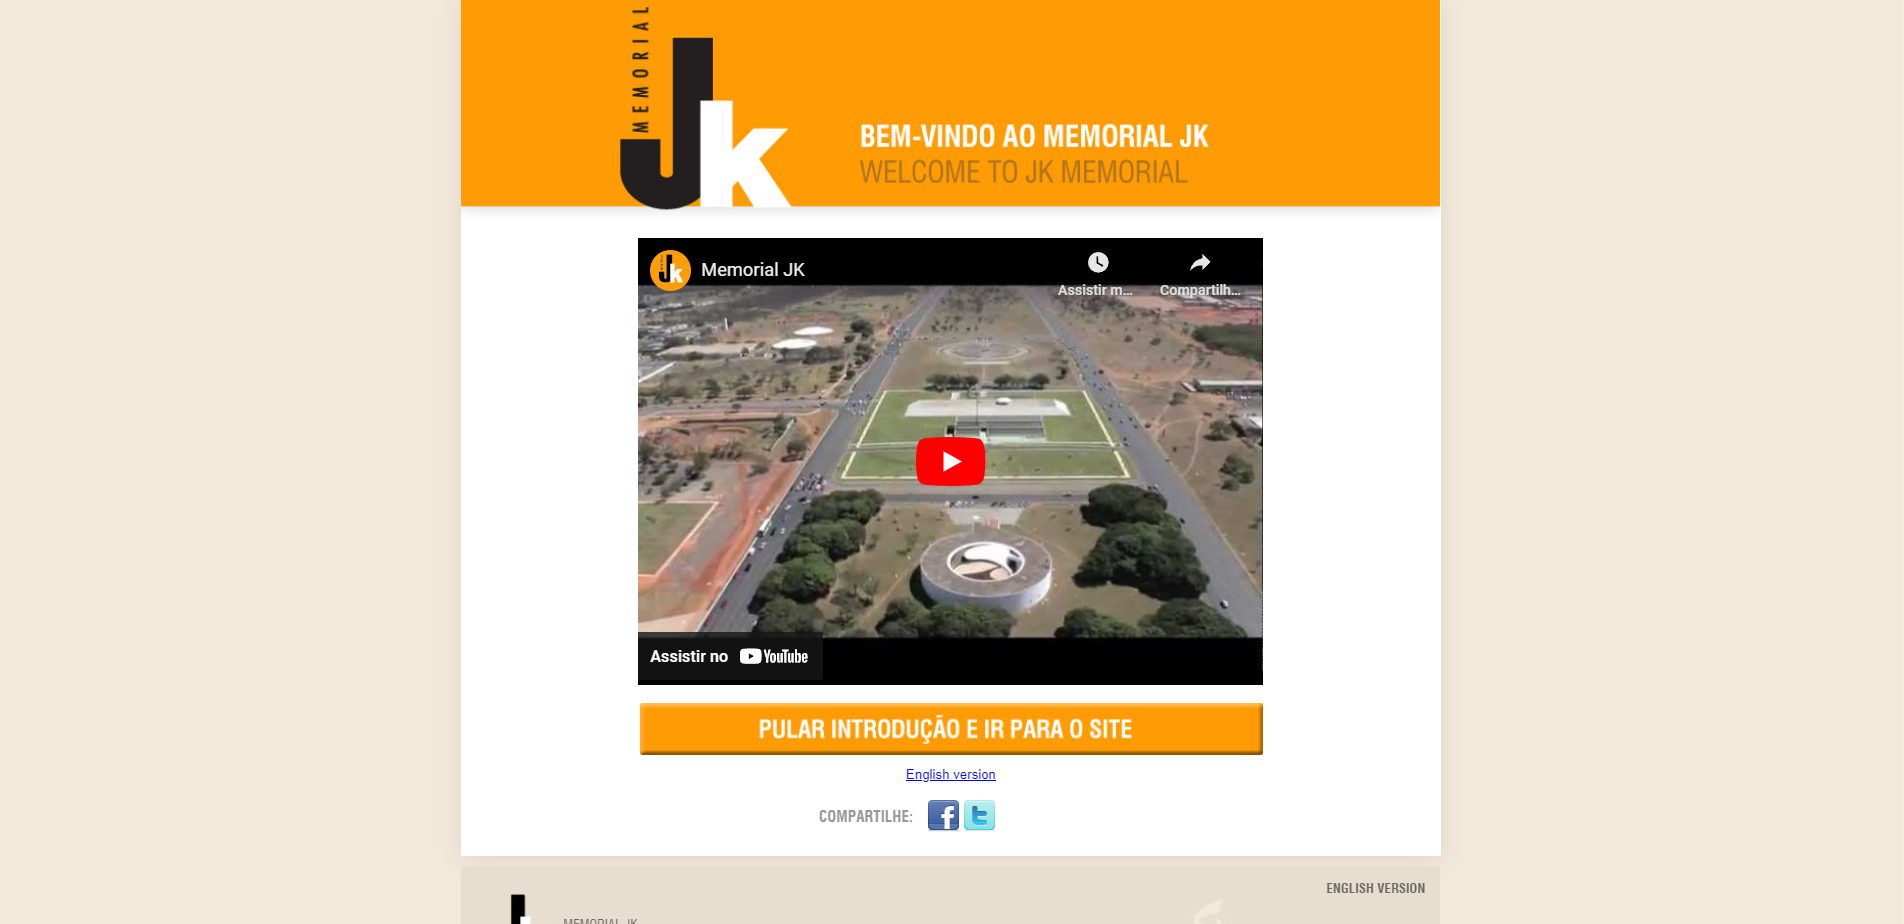 MEMORIAL
Jk
BEM-VINDO AO MEMORIAL JK
WELCOME TO JK MEMORIAL
Jk
Memorial JK
Assistir m...
Compartilh...
Assistir no YouTube
PULAR INTRODUÇÃO E IR PARA O SITE
English version
COMPARTILHE:
ENGLISH VERSION
MEMORIAL JK